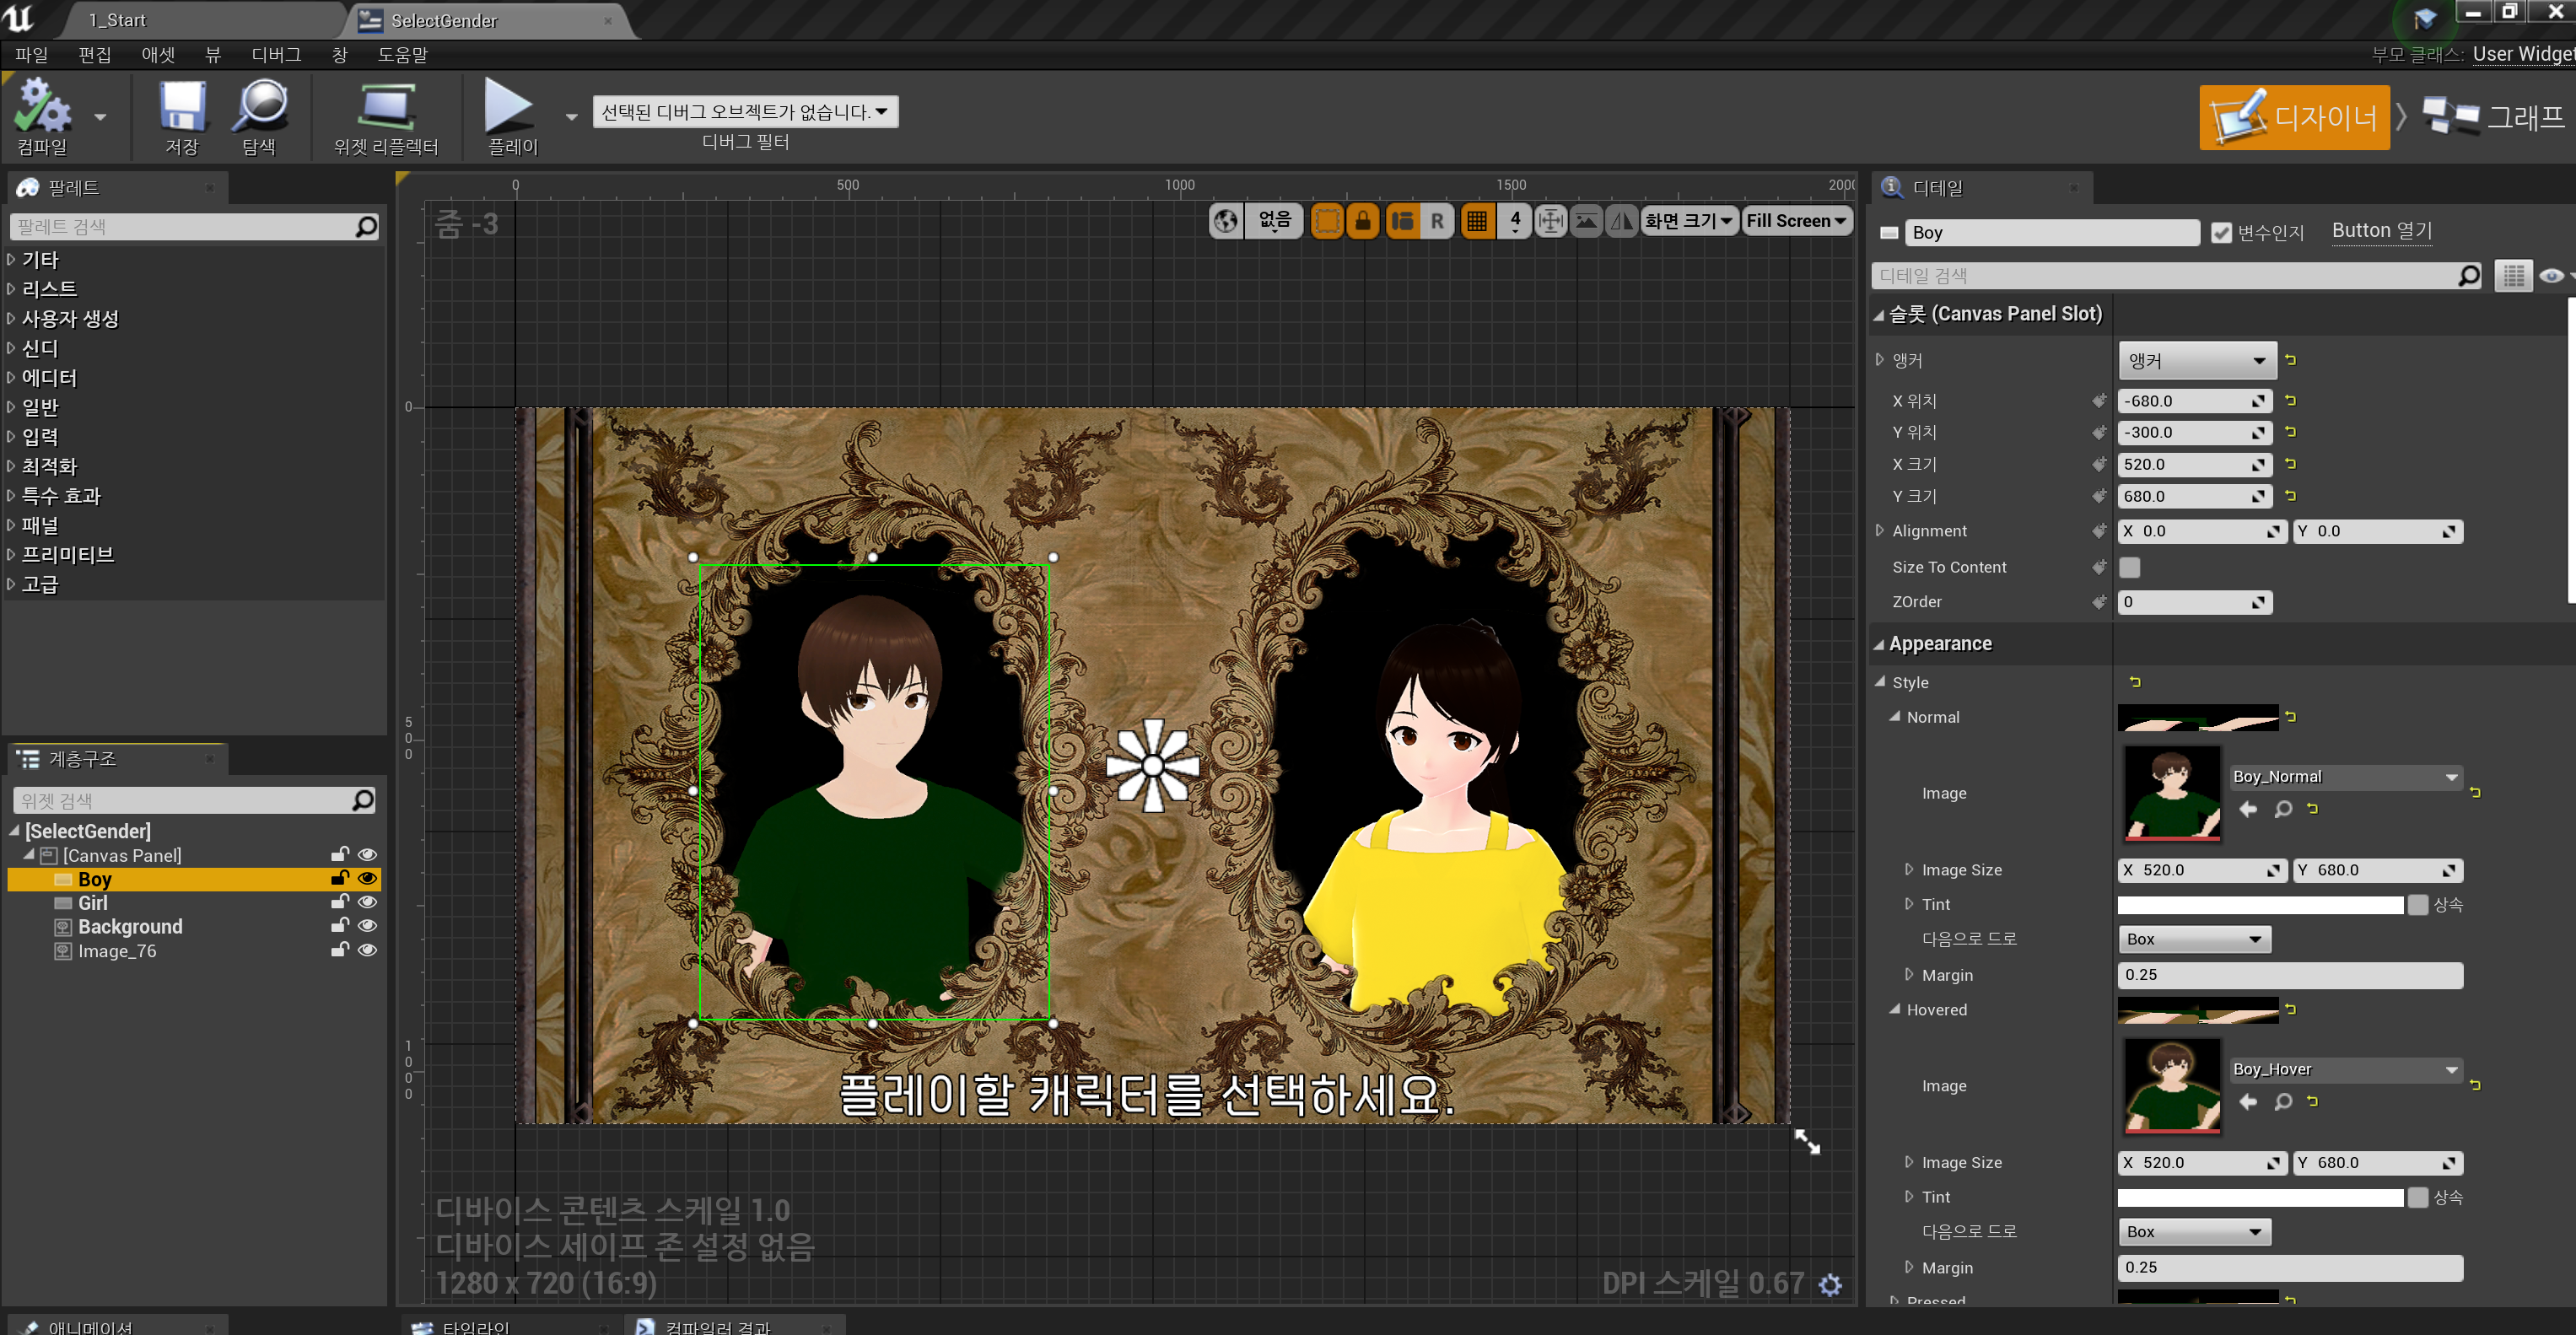 1_Start
SelectGender
파일 편집 애셋 뷰 디버그 창 도움말
부모 클래스: User Widget
컴파일
저장
탐색
위젯 리플렉터
플레이
선택된 디버그 오브젝트가 없습니다.
디버그 필터
디자이너
그래프
팔레트
팔레트 검색
기타
리스트
사용자 생성
신디
에디터
일반
입력
최적화
특수 효과
패널
프리미티브
고급
계층구조
위젯 검색
[SelectGender]
[Canvas Panel]
Boy
Girl
Background
Image_76
애니메이션
0 500 1000 1500 2000
줌 -3
없음
R
4
화면 크기
Fill Screen
0
500
1000
플레이할 캐릭터를 선택하세요.
디바이스 콘텐츠 스케일 1.0
디바이스 세이프 존 설정 없음
1280 x 720 (16:9)
DPI 스케일 0.67
타임라인
컴파일러 결과
디테일
Boy
변수인지
Button 열기
디테일 검색
슬롯 (Canvas Panel Slot)
앵커 앵커
X 위치 -680.0
Y 위치 -300.0
X 크기 520.0
Y 크기 680.0
Alignment X 0.0 Y 0.0
Size To Content
ZOrder 0
Appearance
Style
Normal
Image Boy_Normal
Image Size X 520.0 Y 680.0
Tint 상속
다음으로 드로 Box
Margin 0.25
Hovered
Image Boy_Hover
Image Size X 520.0 Y 680.0
Tint 상속
다음으로 드로 Box
Margin 0.25
Pressed